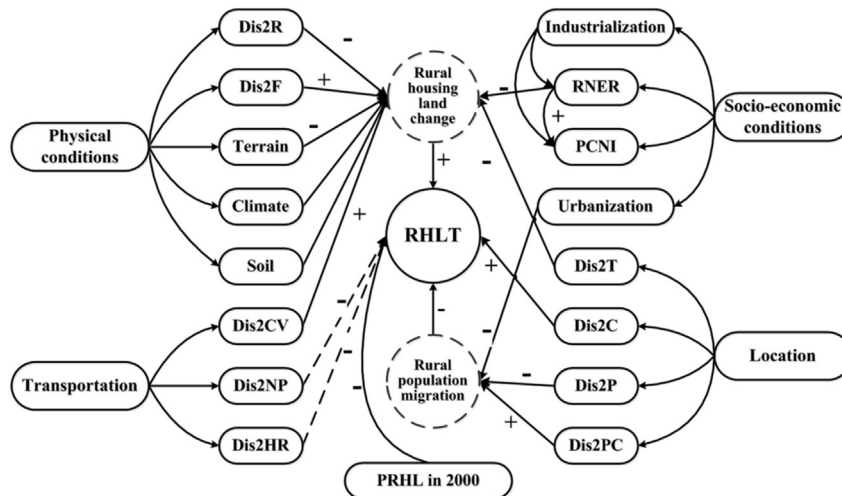 Dis2R
Dis2F
Terrain
Climate
Soil
Physical
conditions
Dis2CV
Dis2NP
Dis2HR
Transportation
-
+
-
+
-
-
-
Rural
housing
land
change
+
RHLT
-
Rural
population
migration
PRHL in 2000
-
+
-
+
-
-
+
Industrialization
RNER
PCNI
Urbanization
Socio-economic
conditions
Dis2T
Dis2C
Dis2P
Dis2PC
Location